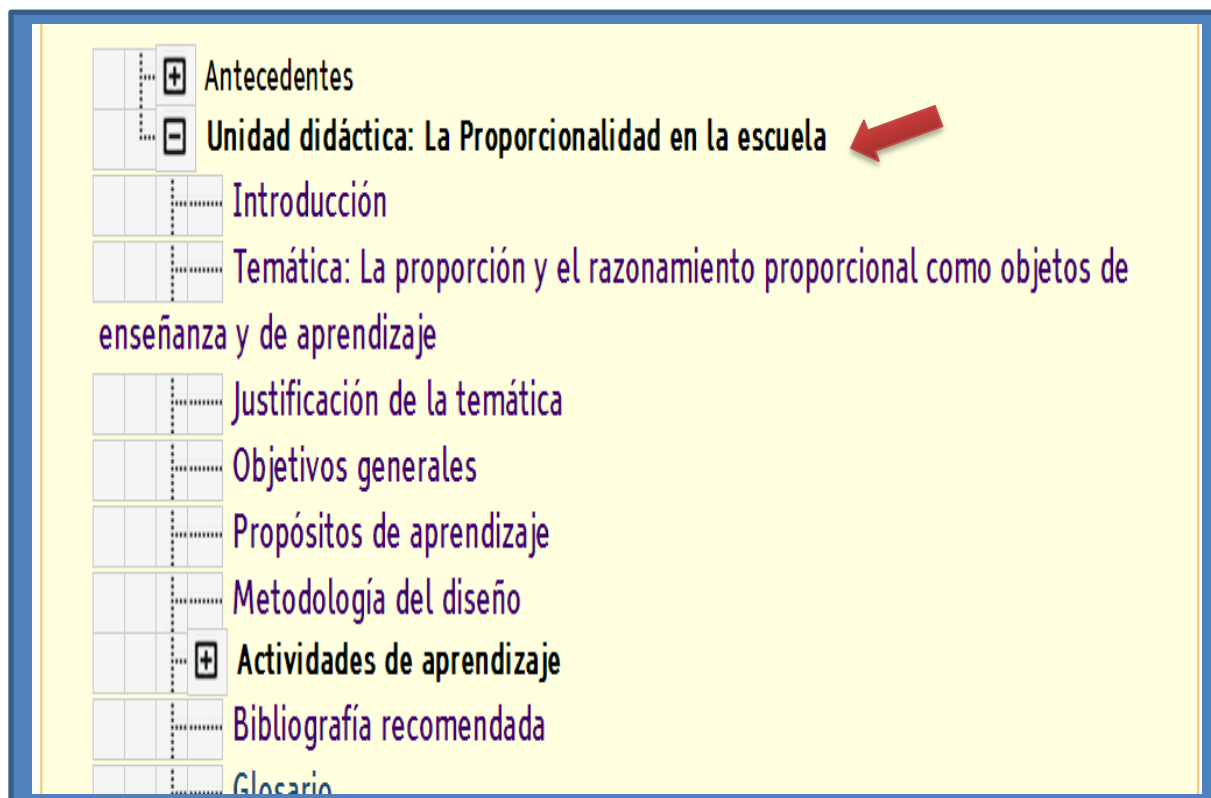 Antecedentes
Unidad didáctica: La Proporcionalidad en la escuela
Introducción
Temática: La proporción y el razonamiento proporcional como objetos de
enseñanza y de aprendizaje
Justificación de la temática
Objetivos generales
Propósitos de aprendizaje
Metodología del diseño
Actividades de aprendizaje
Bibliografía recomendada
Glosario